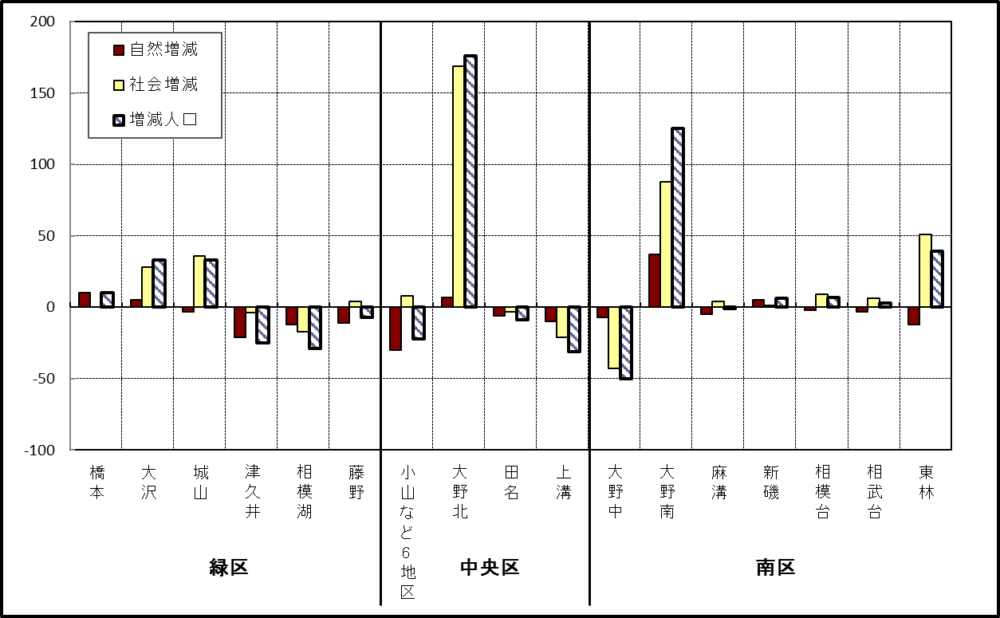 200
150
100
50
0
-50
-100
自然増減
社会増減
増減人口
橋本
大沢
城山
津久井
相模湖
藤野
小山など6地区
大野北
田名
上溝
大野中
大野南
麻溝
新磯
相模台
相武台
東林
緑区
中央区
南区